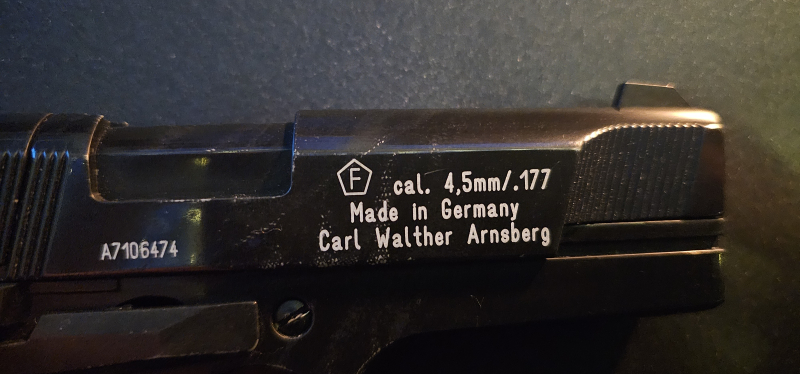 F cal. 4,5mm/.177
Made in Germany
Carl Walther Arnsberg
A7106474